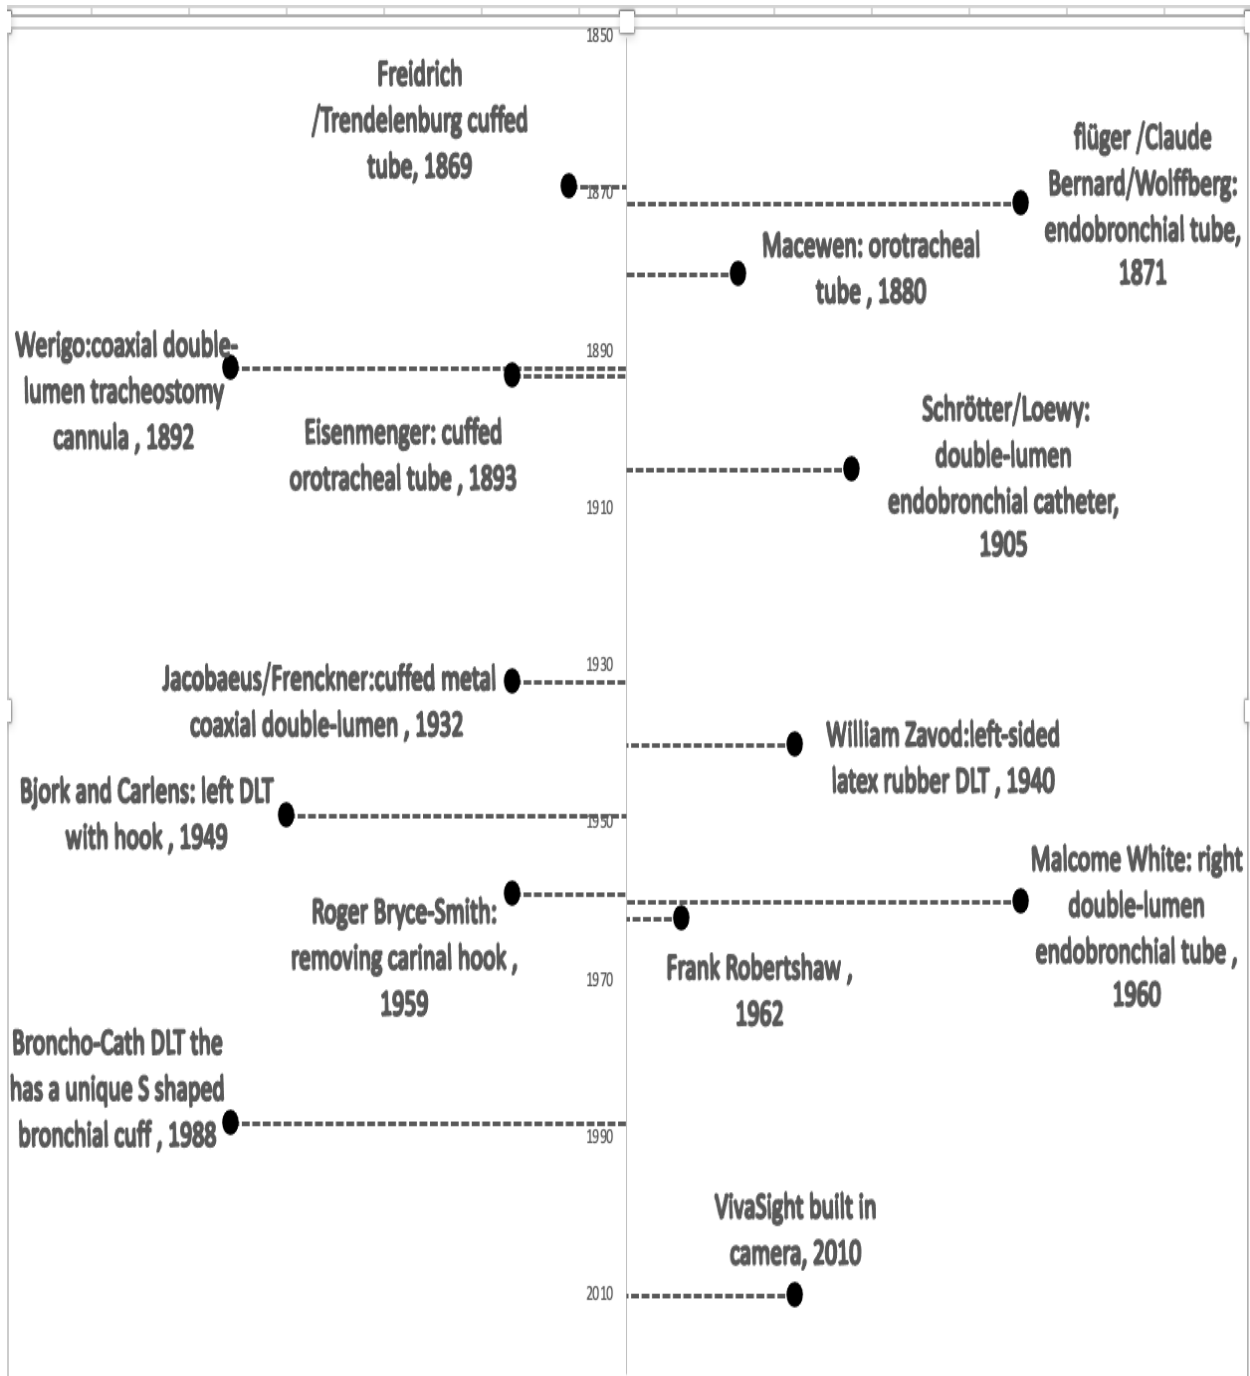 1850
Freidrich
/Trendelenburg cuffed
tube, 1869
1870
flüger /Claude
Bernard/Wolffberg:
endobronchial tube,
1871
Macewen: orotracheal
tube , 1880
1890
Werigo:coaxial double-
lumen tracheostomy
cannula , 1892
Eisenmenger: cuffed
orotracheal tube , 1893
Schrötter/Loewy:
double-lumen
endobronchial catheter,
1905
1910
1930
Jacobaeus/Frenckner:cuffed metal
coaxial double-lumen , 1932
William Zavod:left-sided
latex rubber DLT , 1940
Bjork and Carlens: left DLT
with hook , 1949
1950
Roger Bryce-Smith:
removing carinal hook ,
1959
Malcome White: right
double-lumen
endobronchial tube ,
1960
Frank Robertshaw ,
1962
1970
Broncho-Cath DLT the
has a unique S shaped
bronchial cuff , 1988
1990
VivaSight built in
camera, 2010
2010